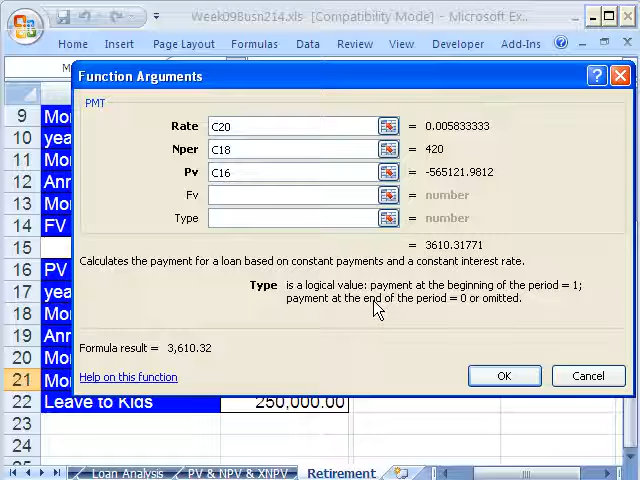 Week09Busn214.xls [Compatibility Mode] - Microsoft Ex...
Home Insert Page Layout Formulas Data Review View Developer Add-Ins
Function Arguments
PMT
Rate C20 = 0.005833333
Nper C18 = 420
Pv C16 = -565121.9812
Fv = number
Type = number
= 3610.31771
Calculates the payment for a loan based on constant payments and a constant interest rate.
Type is a logical value: payment at the beginning of the period = 1;
payment at the end of the period = 0 or omitted.
Formula result = 3,610.32
Help on this function
OK Cancel
9 Mo
10 yea
11 Mo
12 Ann
13 Mo
14 FV
15
16 PV
17 yea
18 Mo
19 Ann
20 Mo
21 Mo
22 Leave to Kids 250,000.00
23
24
25
Loan Analysis PV & NPV & XNPV Retirement